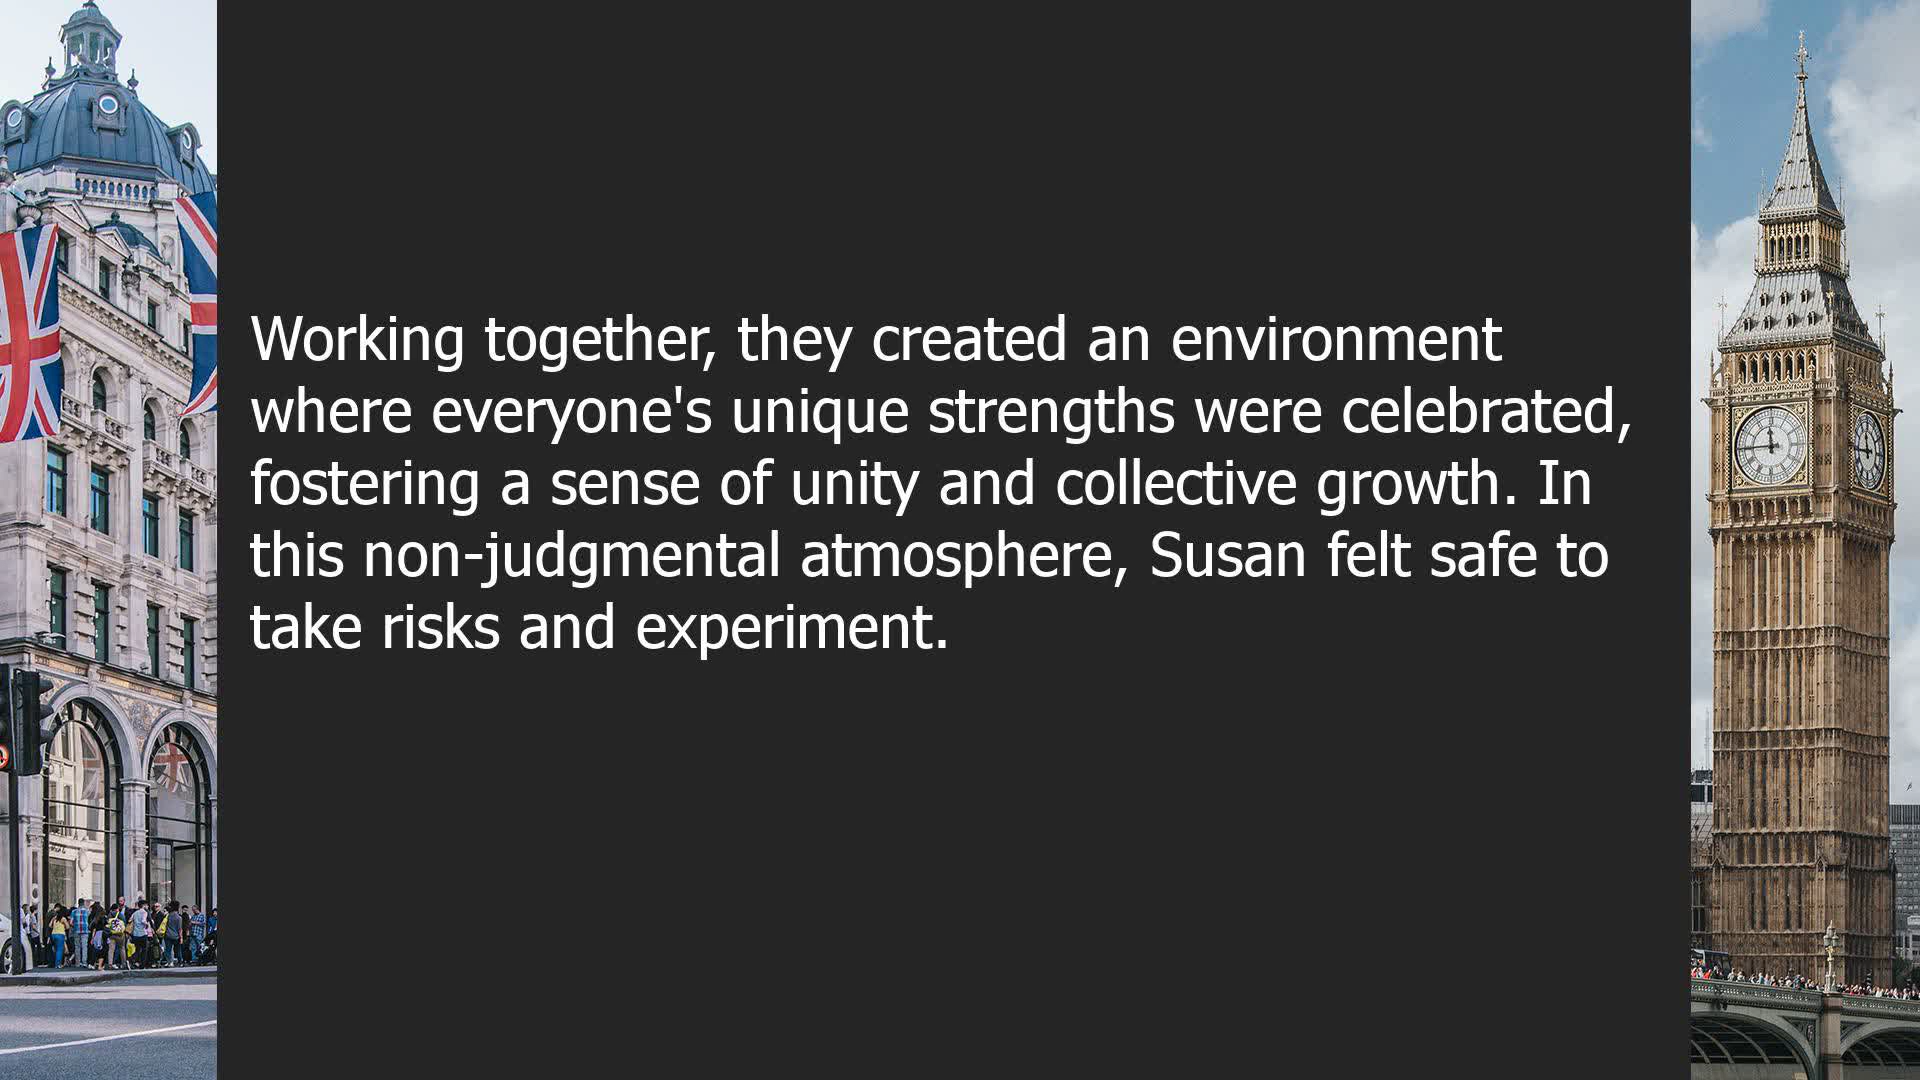 Working together, they created an environment
where everyone's unique strengths were celebrated,
fostering a sense of unity and collective growth. In
this non-judgmental atmosphere, Susan felt safe to
take risks and experiment.